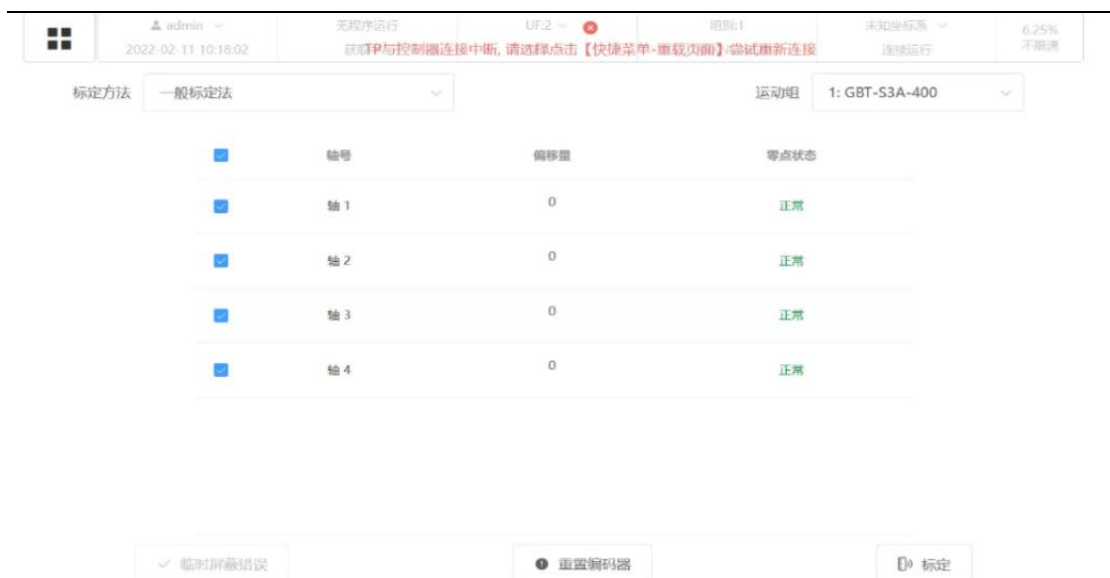 admin 无程序运行 UF:2 组别:1 未知坐标系 6.25%
2022-02-11 10:18:02 TP与控制器连接中断, 请选择点击【快捷菜单-重载页面】尝试重新连接 连续运行 不限速
标定方法 一般标定法 运动组 1: GBT-S3A-400
轴号 偏移量 零点状态
轴 1 0 正常
轴 2 0 正常
轴 3 0 正常
轴 4 0 正常
临时屏蔽错误 重置编码器 标定